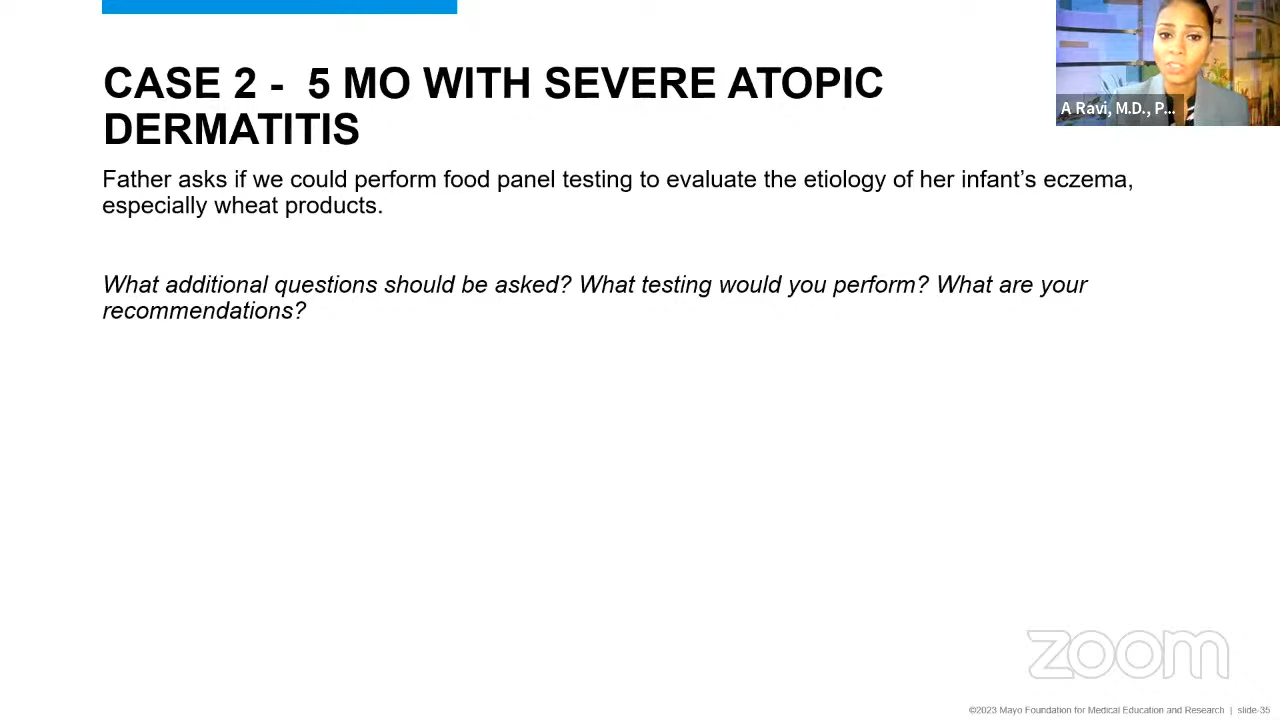 CASE 2 -  5 MO WITH SEVERE ATOPIC
DERMATITIS
A Ravi, M.D., P...
Father asks if we could perform food panel testing to evaluate the etiology of her infant’s eczema,
especially wheat products.
What additional questions should be asked? What testing would you perform? What are your
recommendations?
zoom
©2023 Mayo Foundation for Medical Education and Research | slide-35